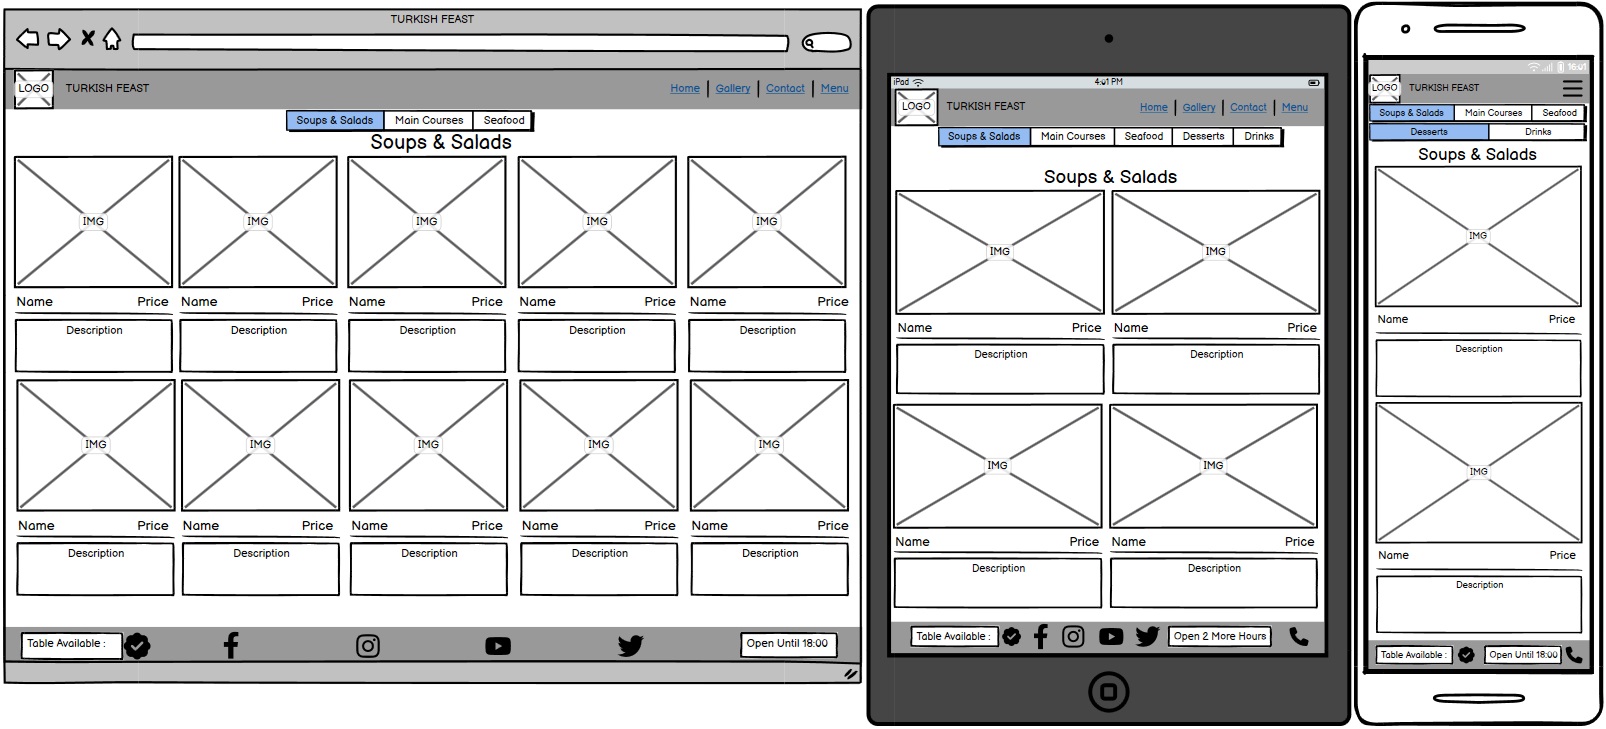 TURKISH FEAST
LOGO TURKISH FEAST Home Gallery Contact Menu
Soups & Salads Main Courses Seafood
Soups & Salads
IMG IMG IMG IMG IMG
Name Price Name Price Name Price Name Price Name Price
Description Description Description Description Description
IMG IMG IMG IMG IMG
Name Price Name Price Name Price Name Price Name Price
Description Description Description Description Description
Table Available : Open Until 18:00
iPad 4:01 PM
LOGO TURKISH FEAST Home Gallery Contact Menu
Soups & Salads Main Courses Seafood Desserts Drinks
Soups & Salads
IMG IMG
Name Price Name Price
Description Description
IMG IMG
Name Price Name Price
Description Description
Table Available : Open 2 More Hours
16:01
LOGO TURKISH FEAST
Soups & Salads Main Courses Seafood
Desserts Drinks
Soups & Salads
IMG
Name Price
Description
IMG
Name Price
Description
Table Available : Open Until 18:00